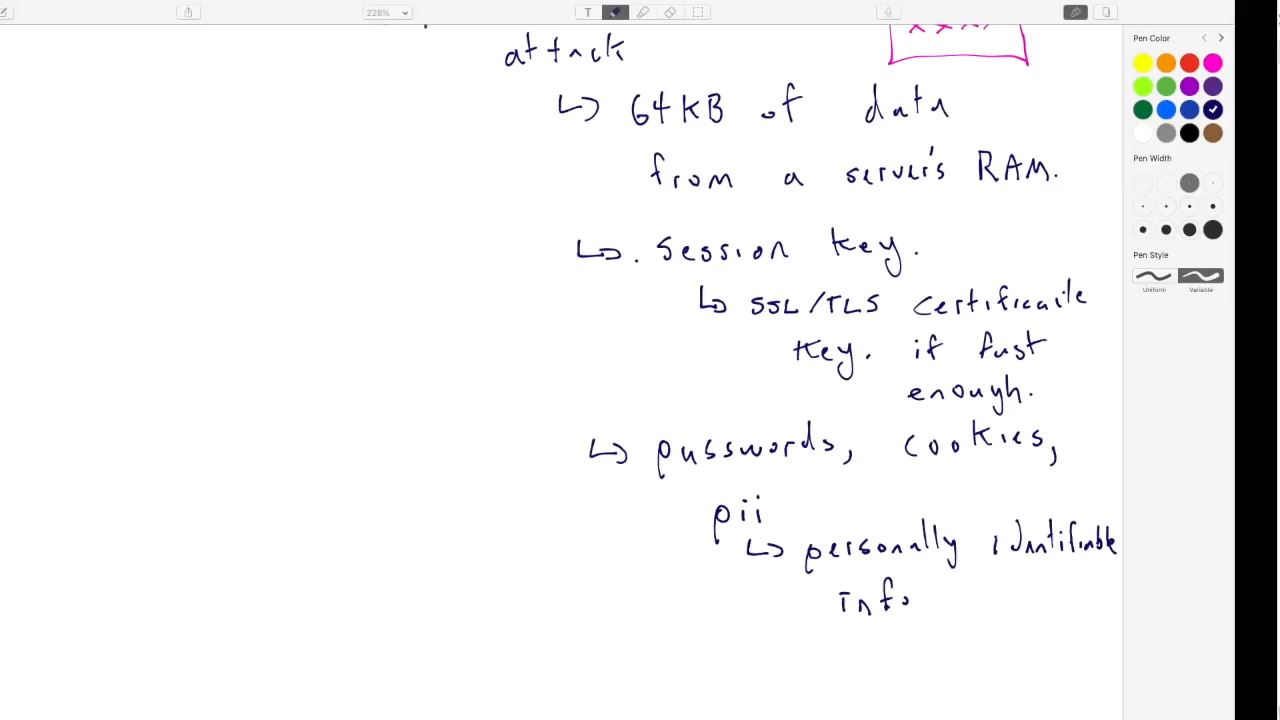 228%
T
Pen Color
attack
↳ 64KB of data
from a server's RAM.
Pen Width
↳ . session key.
Pen Style
Uniform Variable
↳ SSL/TLS certificaite
key. if fast
enough.
↳ passwords, cookies,
pii
↳ personally identifiable
info